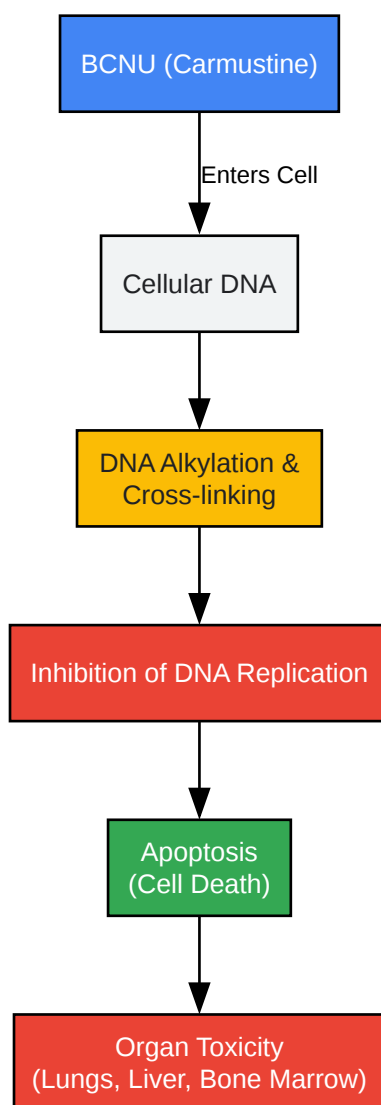 BCNU (Carmustine)
Enters Cell
Cellular DNA
DNA Alkylation &
Cross-linking
Inhibition of DNA Replication
Apoptosis
(Cell Death)
Organ Toxicity
(Lungs, Liver, Bone Marrow)